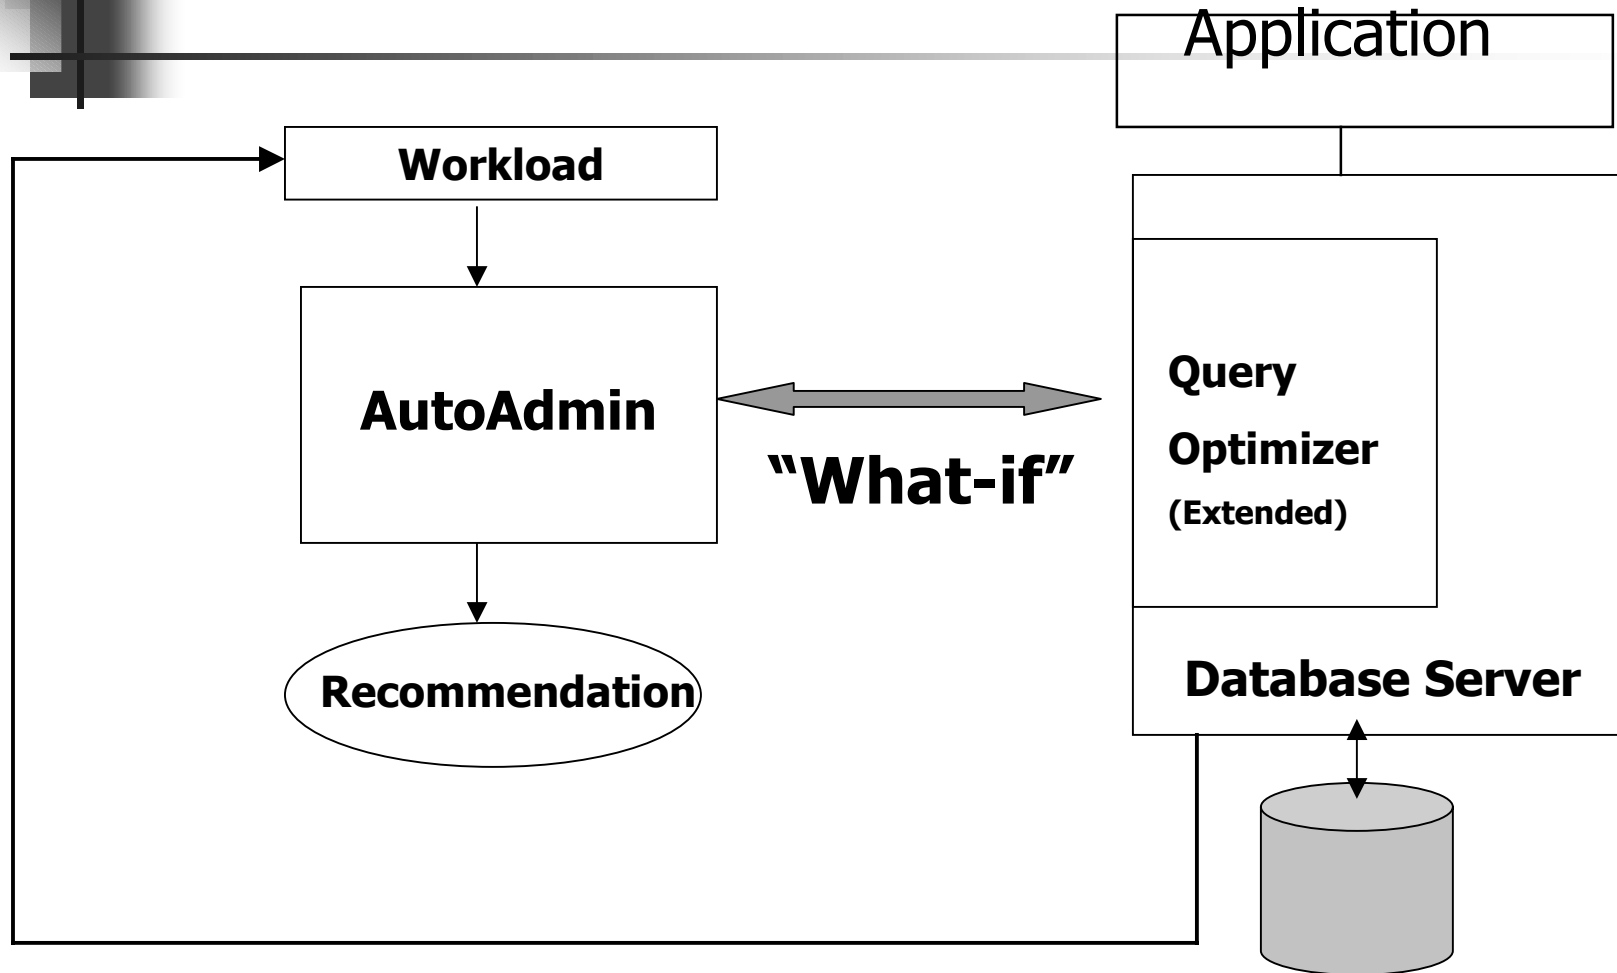 Application
Workload
AutoAdmin
“What-if”
Query
Optimizer
(Extended)
Recommendation
Database Server